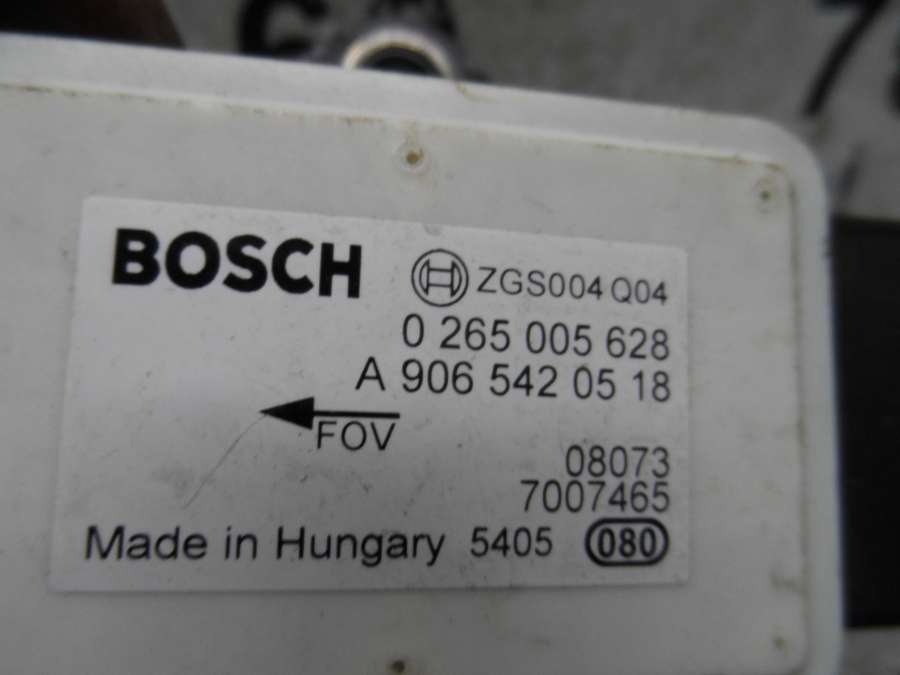 BOSCH
ZGS004 Q04
0 265 005 628
A 906 542 05 18
FOV
08073
7007465
Made in Hungary 5405 080